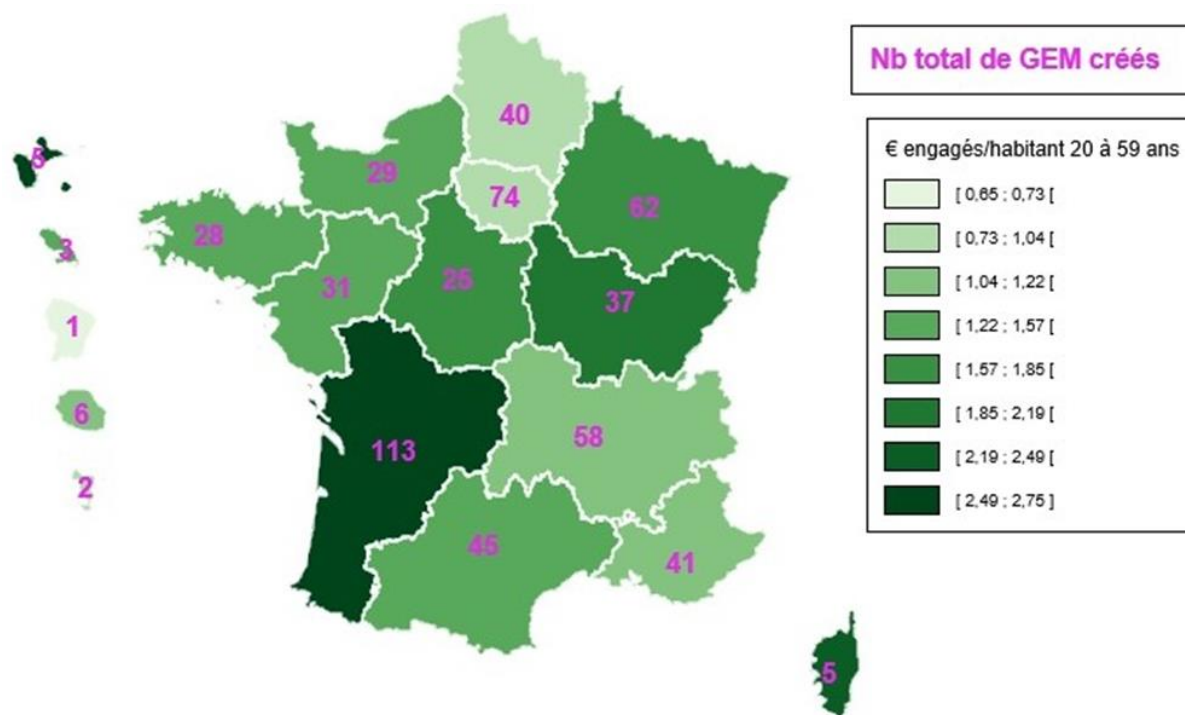 Nb total de GEM créés
€ engagés/habitant 20 à 59 ans
[ 0,65 ; 0,73 [
[ 0,73 ; 1,04 [
[ 1,04 ; 1,22 [
[ 1,22 ; 1,57 [
[ 1,57 ; 1,85 [
[ 1,85 ; 2,19 [
[ 2,19 ; 2,49 [
[ 2,49 ; 2,75 ]
40
5
29
74
62
28
3
31
25
37
1
6
113
58
2
45
41
5